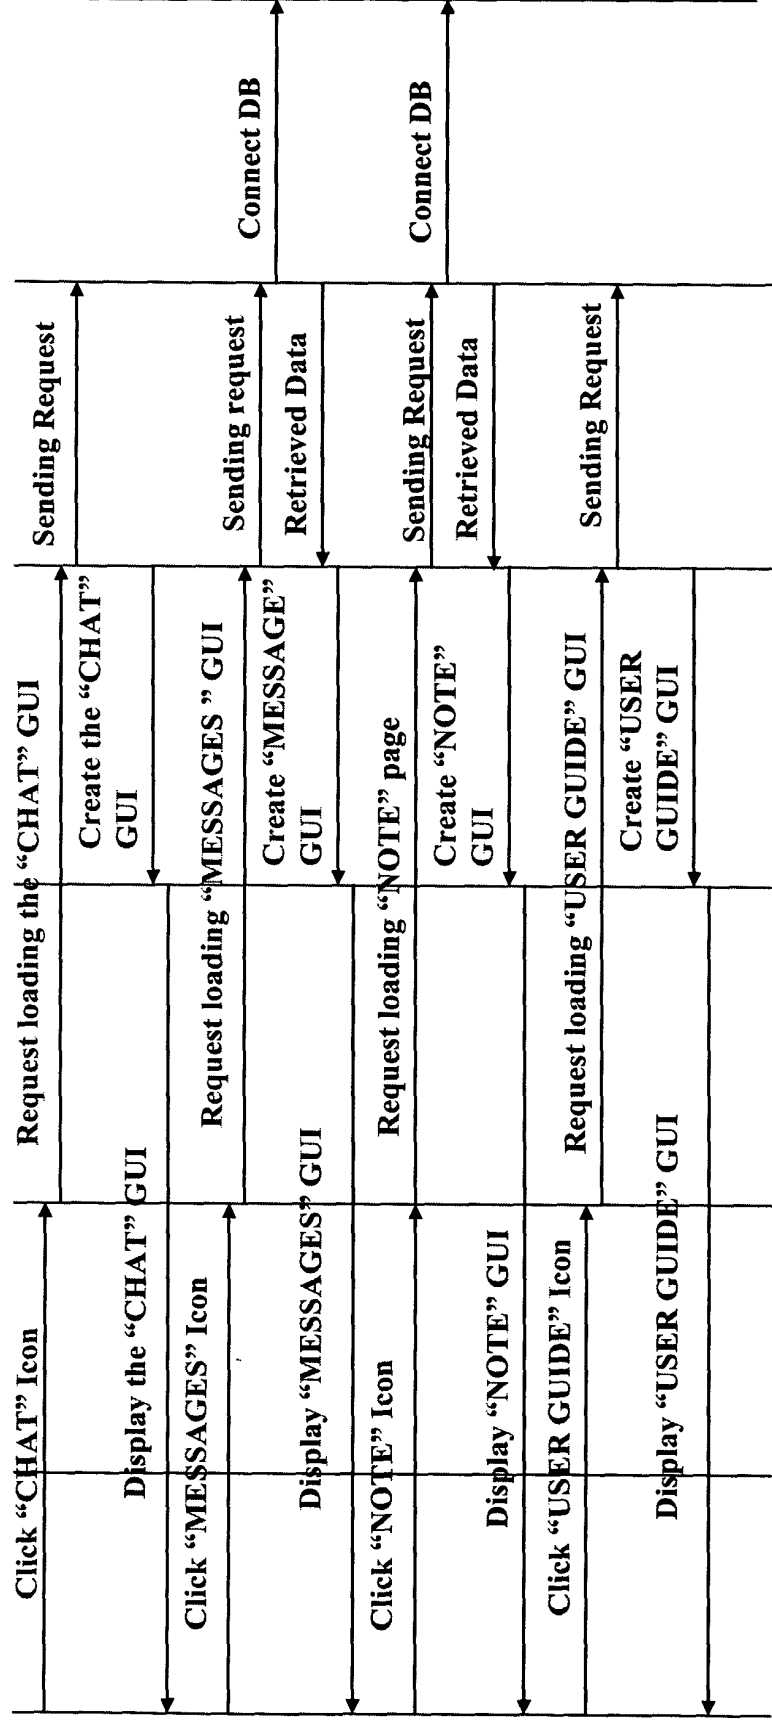 Click “CHAT” Icon
Request loading the “CHAT” GUI
Sending Request
Create the “CHAT”
GUI
Display the “CHAT” GUI
Click “MESSAGES” Icon
Request loading “MESSAGES ” GUI
Sending request
Connect DB
Retrieved Data
Create “MESSAGE”
GUI
Display “MESSAGES” GUI
Click “NOTE” Icon
Request loading “NOTE” page
Sending Request
Connect DB
Retrieved Data
Create “NOTE”
GUI
Display “NOTE” GUI
Click “USER GUIDE” Icon
Request loading “USER GUIDE” GUI
Sending Request
Create “USER
GUIDE” GUI
Display “USER GUIDE” GUI